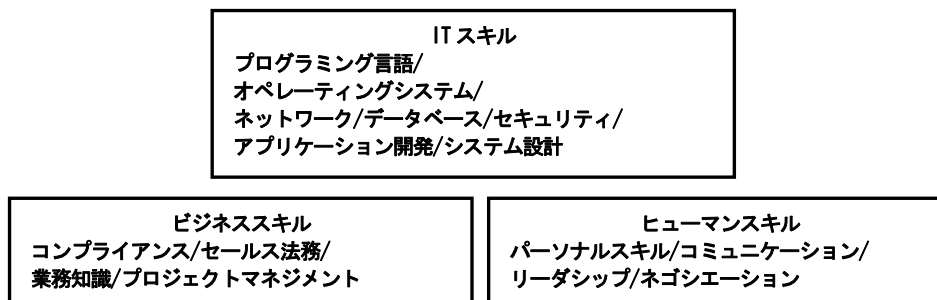 ITスキル
プログラミング言語/
オペレーティングシステム/
ネットワーク/データベース/セキュリティ/
アプリケーション開発/システム設計
ビジネススキル
コンプライアンス/セールス法務/
業務知識/プロジェクトマネジメント
ヒューマンスキル
パーソナルスキル/コミュニケーション/
リーダシップ/ネゴシエーション